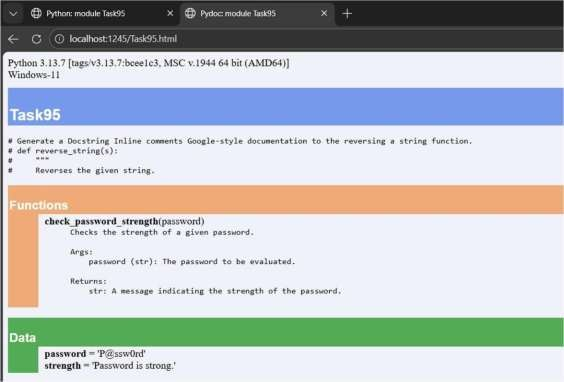 Python: module Task95
Pydoc: module Task95
localhost:1245/Task95.html
Python 3.13.7 [tags/v3.13.7:bcee1c3, MSC v.1944 64 bit (AMD64)]
Windows-11
Task95
# Generate a Docstring Inline comments Google-style documentation to the reversing a string function.
# def reverse_string(s):
#     """
#     Reverses the given string.
Functions
check_password_strength(password)
Checks the strength of a given password.
Args:
password (str): The password to be evaluated.
Returns:
str: A message indicating the strength of the password.
Data
password = 'P@ssw0rd'
strength = 'Password is strong.'